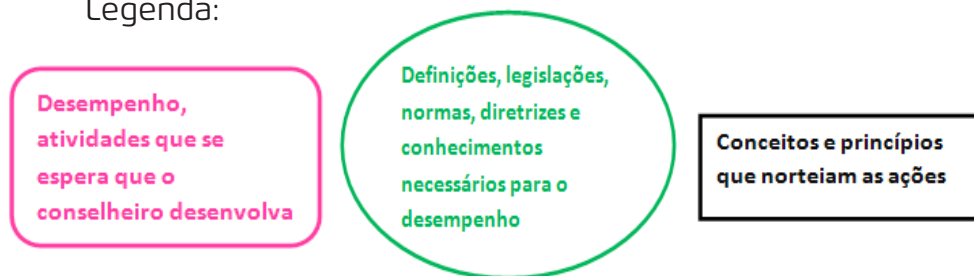 Legenda:
Desempenho,
atividades que se
espera que o
conselheiro desenvolva
Definições, legislações,
normas, diretrizes e
conhecimentos
necessários para o
desempenho
Conceitos e princípios
que norteiam as ações